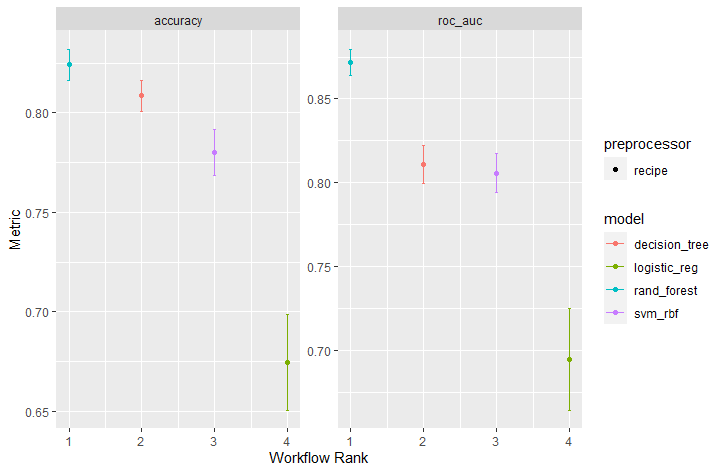 accuracy
roc_auc
Metric
0.80
0.75
0.70
0.65
0.85
0.80
0.75
0.70
1 2 3 4
1 2 3 4
Workflow Rank
preprocessor
recipe
model
decision_tree
logistic_reg
rand_forest
svm_rbf